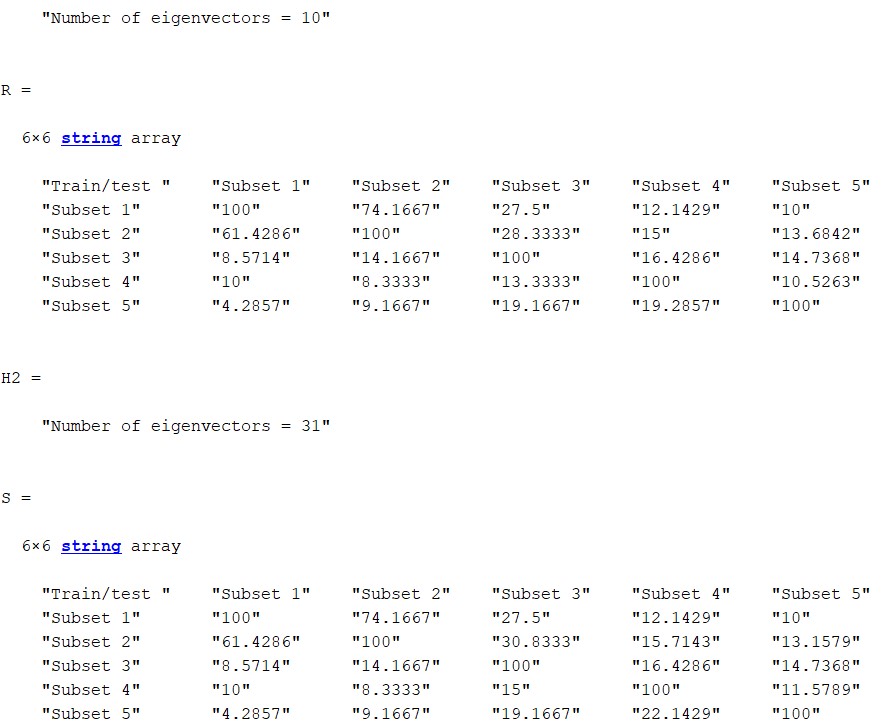 "Number of eigenvectors = 10"
R =
6×6 string array
"Train/test " "Subset 1" "Subset 2" "Subset 3" "Subset 4" "Subset 5"
"Subset 1" "100" "74.1667" "27.5" "12.1429" "10"
"Subset 2" "61.4286" "100" "28.3333" "15" "13.6842"
"Subset 3" "8.5714" "14.1667" "100" "16.4286" "14.7368"
"Subset 4" "10" "8.3333" "13.3333" "100" "10.5263"
"Subset 5" "4.2857" "9.1667" "19.1667" "19.2857" "100"
H2 =
"Number of eigenvectors = 31"
S =
6×6 string array
"Train/test " "Subset 1" "Subset 2" "Subset 3" "Subset 4" "Subset 5"
"Subset 1" "100" "74.1667" "27.5" "12.1429" "10"
"Subset 2" "61.4286" "100" "30.8333" "15.7143" "13.1579"
"Subset 3" "8.5714" "14.1667" "100" "16.4286" "14.7368"
"Subset 4" "10" "8.3333" "15" "100" "11.5789"
"Subset 5" "4.2857" "9.1667" "19.1667" "22.1429" "100"